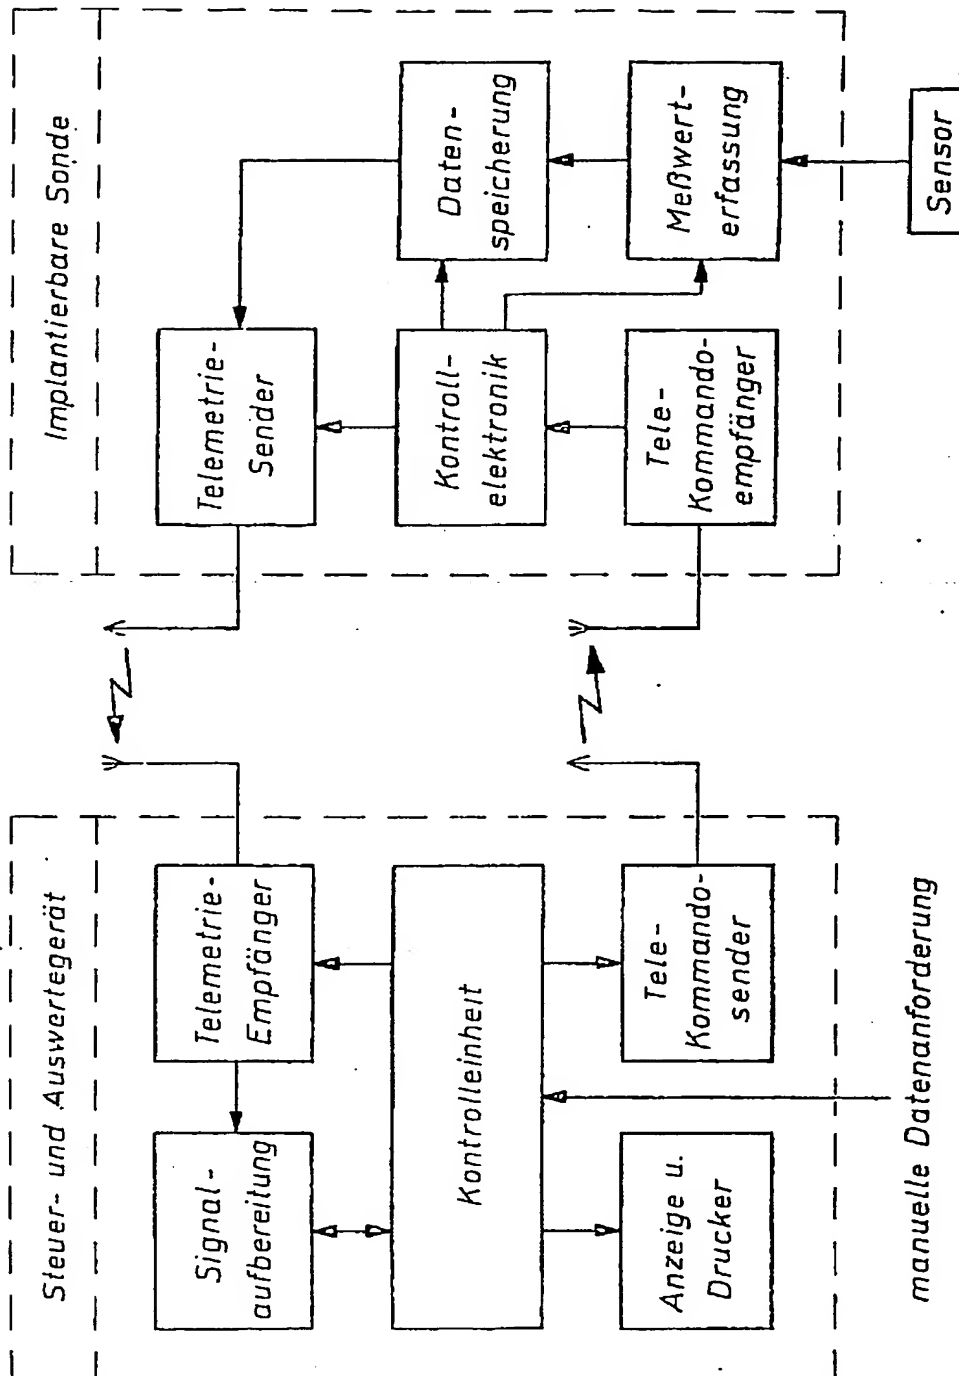 Steuer- und Auswertegerät
Signal-
aufbereitung
Telemetrie-
Empfänger
Kontrolleinheit
Anzeige u.
Drucker
Tele-
Kommando-
sender
manuelle Datenanforderung
Implantierbare Sonde
Telemetrie-
Sender
Kontroll-
elektronik
Daten-
speicherung
Tele-
Kommando-
empfänger
Meßwert-
erfassung
Sensor